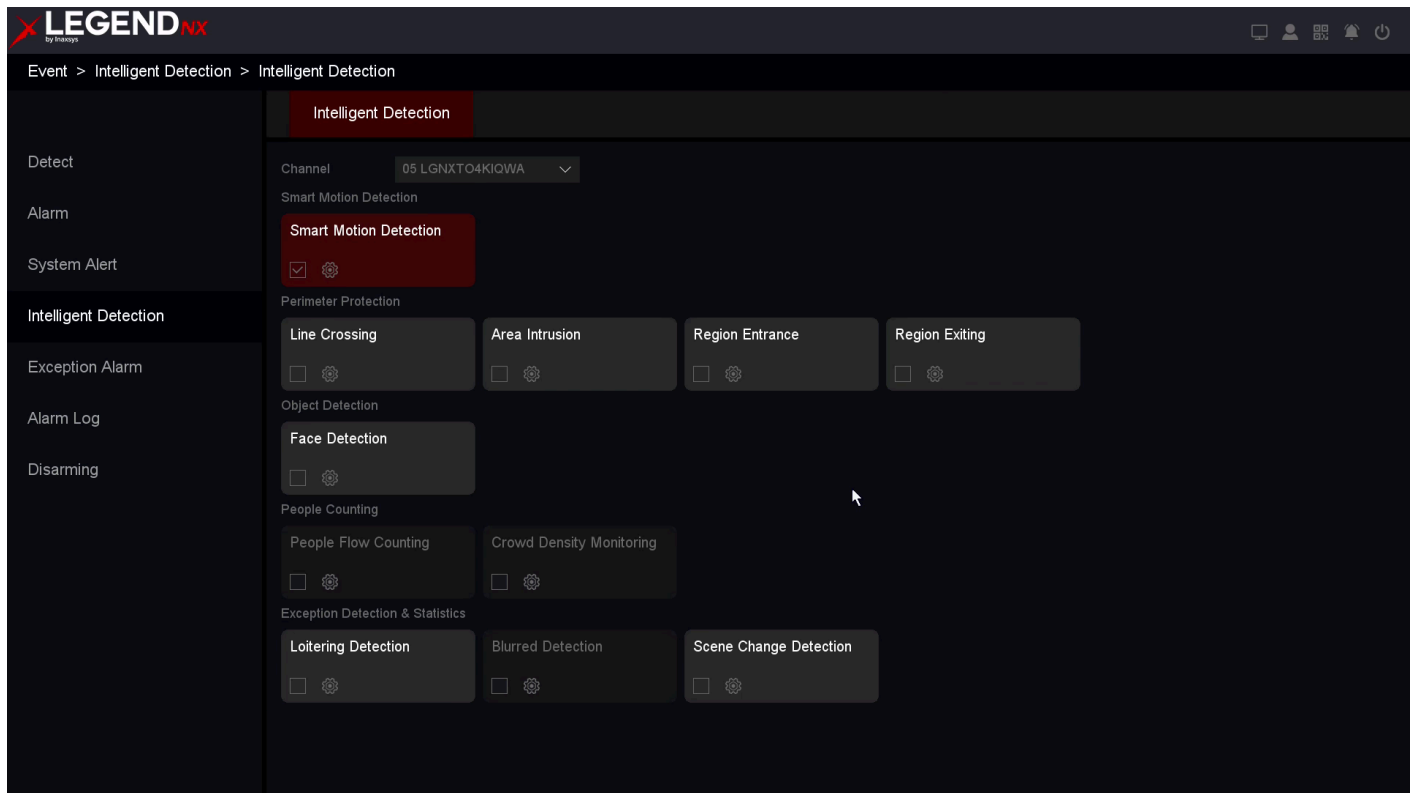 LEGEND NX
by Inaxsys
Event > Intelligent Detection > Intelligent Detection
Intelligent Detection
Detect
Alarm
System Alert
Intelligent Detection
Exception Alarm
Alarm Log
Disarming
Channel 05 LGNXTO4KIQWA
Smart Motion Detection
Smart Motion Detection
Perimeter Protection
Line Crossing Area Intrusion Region Entrance Region Exiting
Object Detection
Face Detection
People Counting
People Flow Counting Crowd Density Monitoring
Exception Detection & Statistics
Loitering Detection Blurred Detection Scene Change Detection